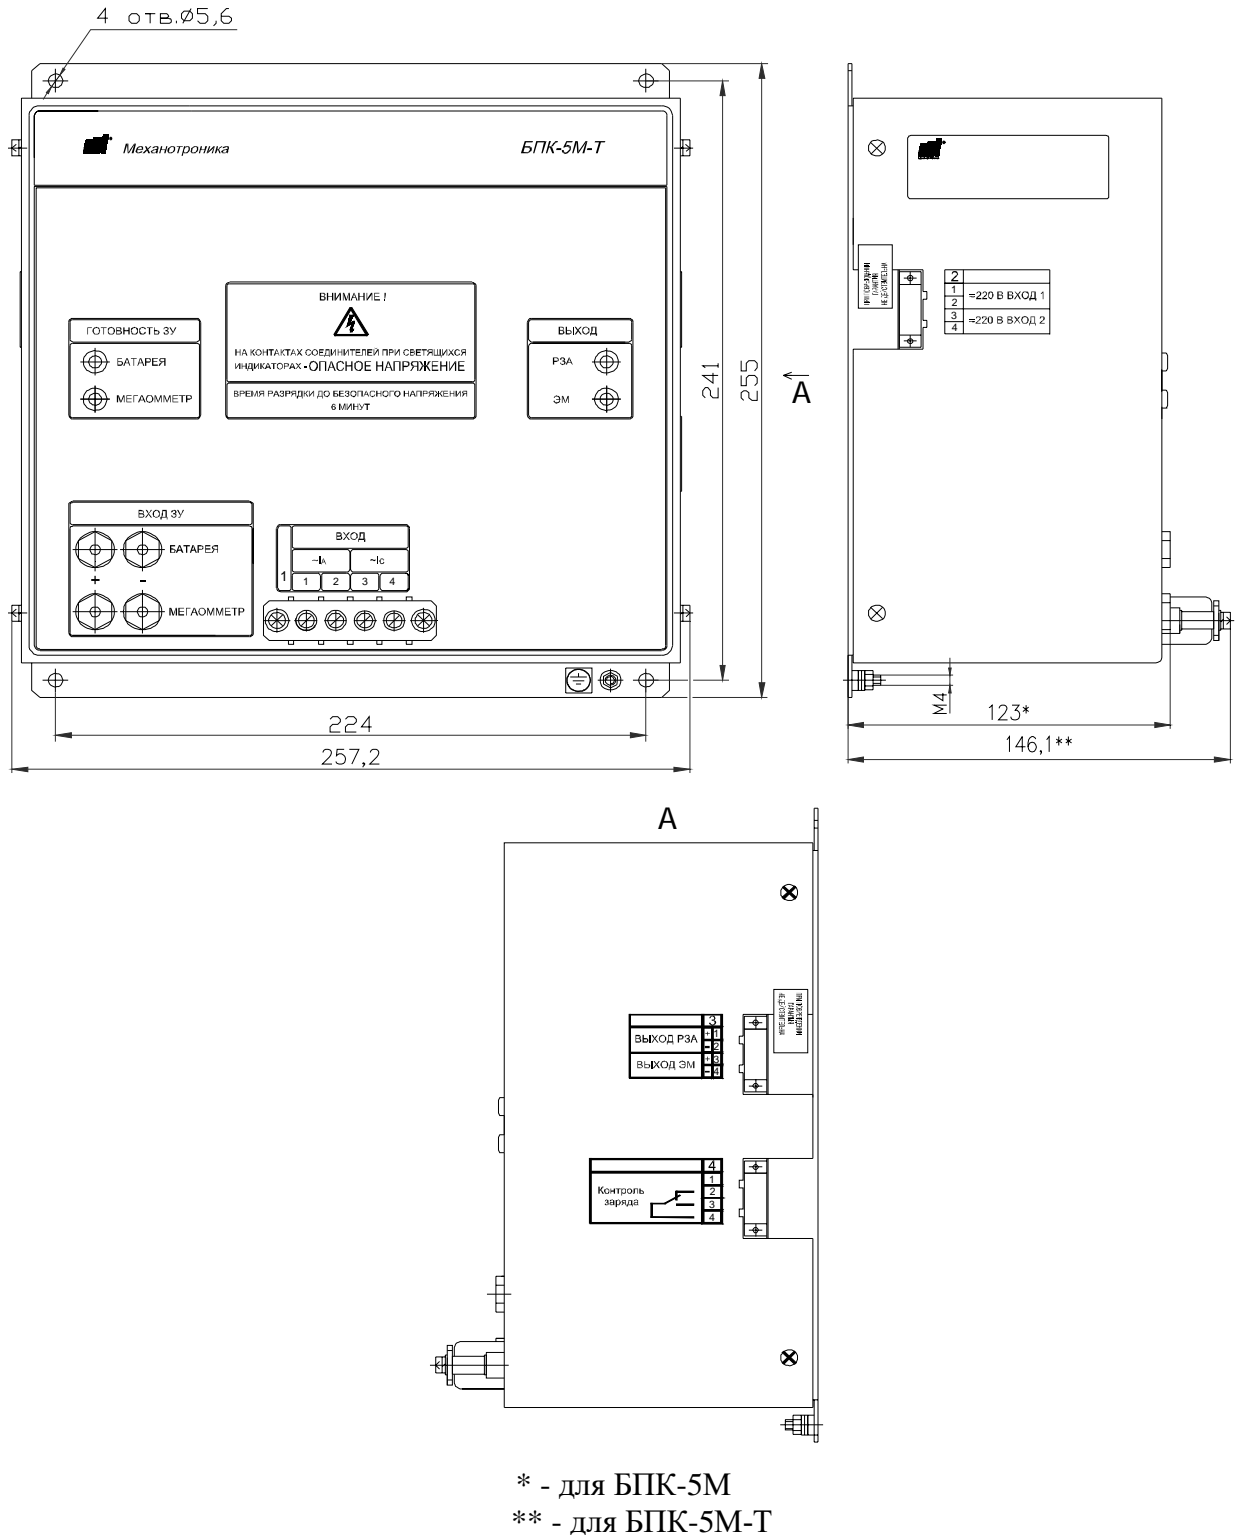 4 отв.Ø5,6
Механотроника
БПК-5М-Т
ВНИМАНИЕ !
НА КОНТАКТАХ СОЕДИНИТЕЛЕЙ ПРИ СВЕТЯЩИХСЯ
ИНДИКАТОРАХ - ОПАСНОЕ НАПРЯЖЕНИЕ
ВРЕМЯ РАЗРЯДКИ ДО БЕЗОПАСНОГО НАПРЯЖЕНИЯ
6 МИНУТ
ГОТОВНОСТЬ ЗУ
БАТАРЕЯ
МЕГАОММЕТР
ВЫХОД
РЗА
ЭМ
ВХОД ЗУ
БАТАРЕЯ
+ -
МЕГАОММЕТР
ВХОД
~IA ~IC
1 1 2 3 4
241
255
А
224
257,2
2
1
2
=220 В ВХОД 1
3
4
=220 В ВХОД 2
М4
123*
146,1**
А
3
ВЫХОД РЗА + 1
- 2
ВЫХОД ЭМ + 3
- 4
4
1
Контроль 2
заряда 3
4
* - для БПК-5М
** - для БПК-5М-Т